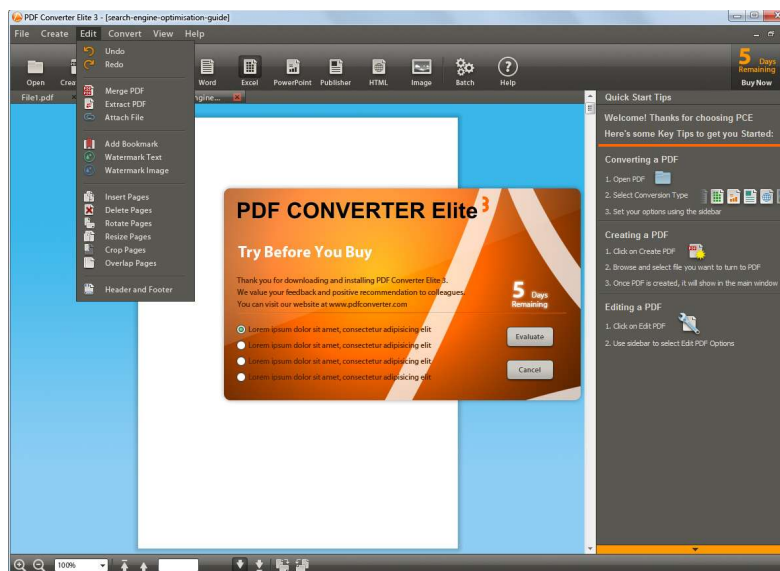 PDF Converter Elite 3 - [search-engine-optimisation-guide]
File Create Edit Convert View Help
Undo
Redo
Merge PDF
Extract PDF
Attach File
Add Bookmark
Watermark Text
Watermark Image
Insert Pages
Delete Pages
Rotate Pages
Resize Pages
Crop Pages
Overlap Pages
Header and Footer
Open Crea Word Excel PowerPoint Publisher HTML Image Batch Help
5 Days
Remaining
Buy Now
File1.pdf ngine...
PDF CONVERTER Elite 3
Try Before You Buy
Thank you for downloading and installing PDF Converter Elite 3.
We value your feedback and positive recommendation to colleagues.
You can visit our website at www.pdfconverter.com
5 Days
Remaining
Lorem ipsum dolor sit amet, consectetur adipisicing elit
Lorem ipsum dolor sit amet, consectetur adipisicing elit
Lorem ipsum dolor sit amet, consectetur adipisicing elit
Lorem ipsum dolor sit amet, consectetur adipisicing elit
Evaluate
Cancel
Quick Start Tips
Welcome! Thanks for choosing PCE
Here's some Key Tips to get you Started:
Converting a PDF
1. Open PDF
2. Select Conversion Type
3. Set your options using the sidebar
Creating a PDF
1. Click on Create PDF
2. Browse and select file you want to turn to PDF
3. Once PDF is created, it will show in the main window
Editing a PDF
1. Click on Edit PDF
2. Use sidebar to select Edit PDF Options
100%